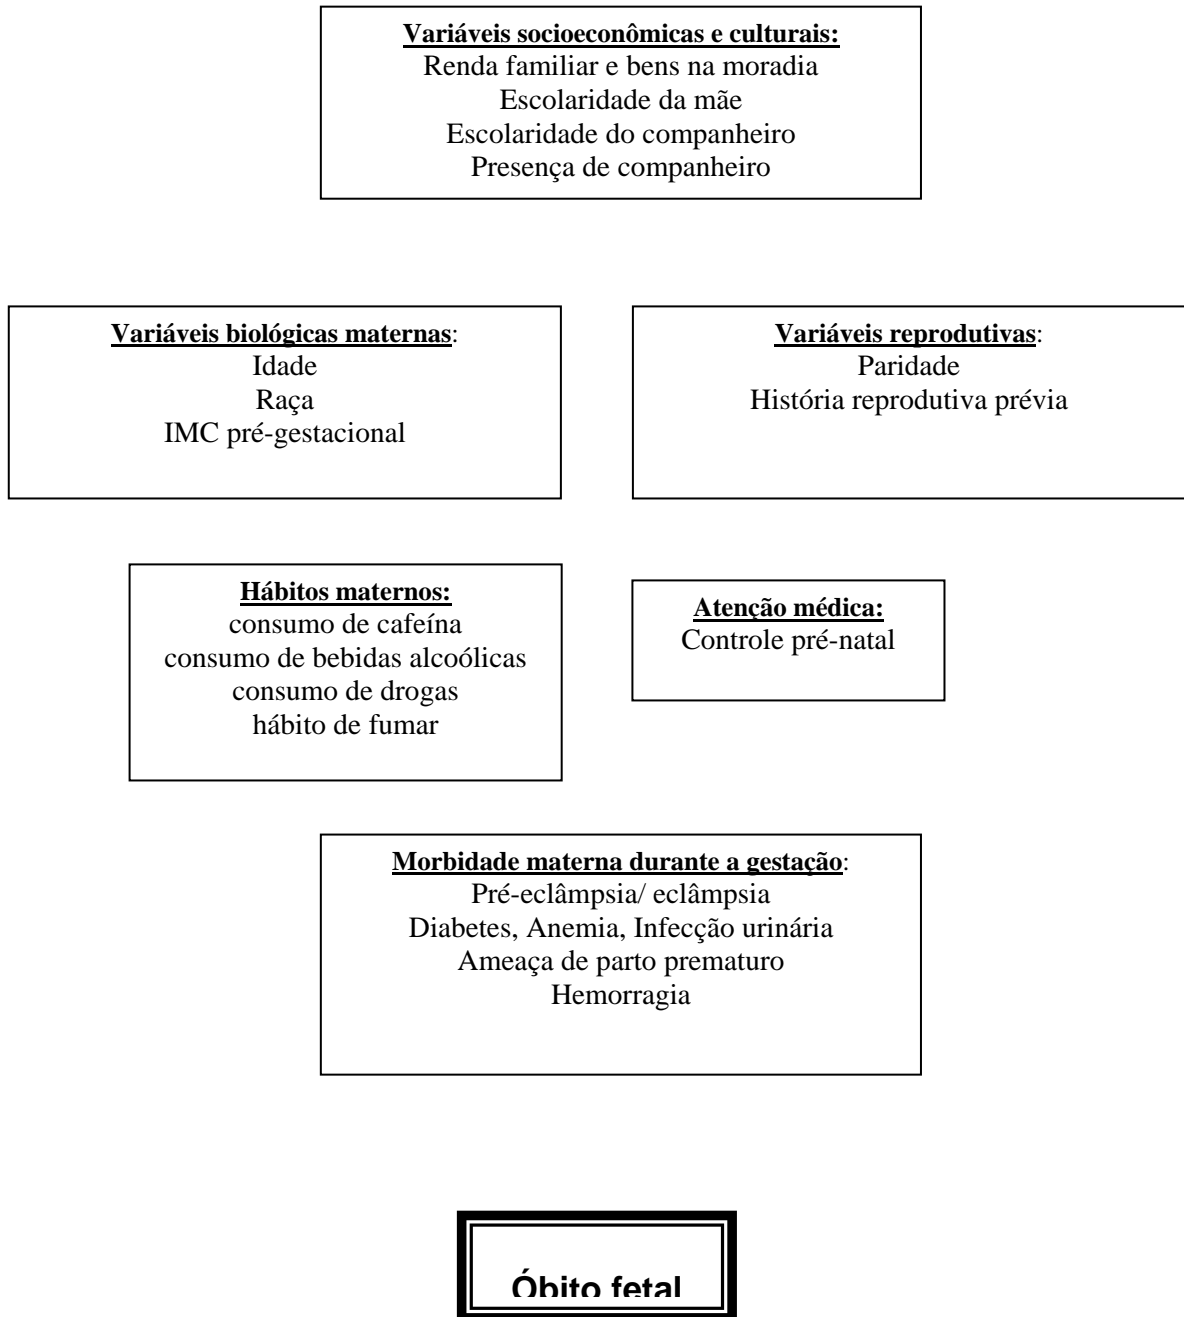 Variáveis socioeconômicas e culturais:
Renda familiar e bens na moradia
Escolaridade da mãe
Escolaridade do companheiro
Presença de companheiro
Variáveis biológicas maternas:
Idade
Raça
IMC pré-gestacional
Variáveis reprodutivas:
Paridade
História reprodutiva prévia
Hábitos maternos:
consumo de cafeína
consumo de bebidas alcoólicas
consumo de drogas
hábito de fumar
Atenção médica:
Controle pré-natal
Morbidade materna durante a gestação:
Pré-eclâmpsia/ eclâmpsia
Diabetes, Anemia, Infecção urinária
Ameaça de parto prematuro
Hemorragia
Óbito fetal